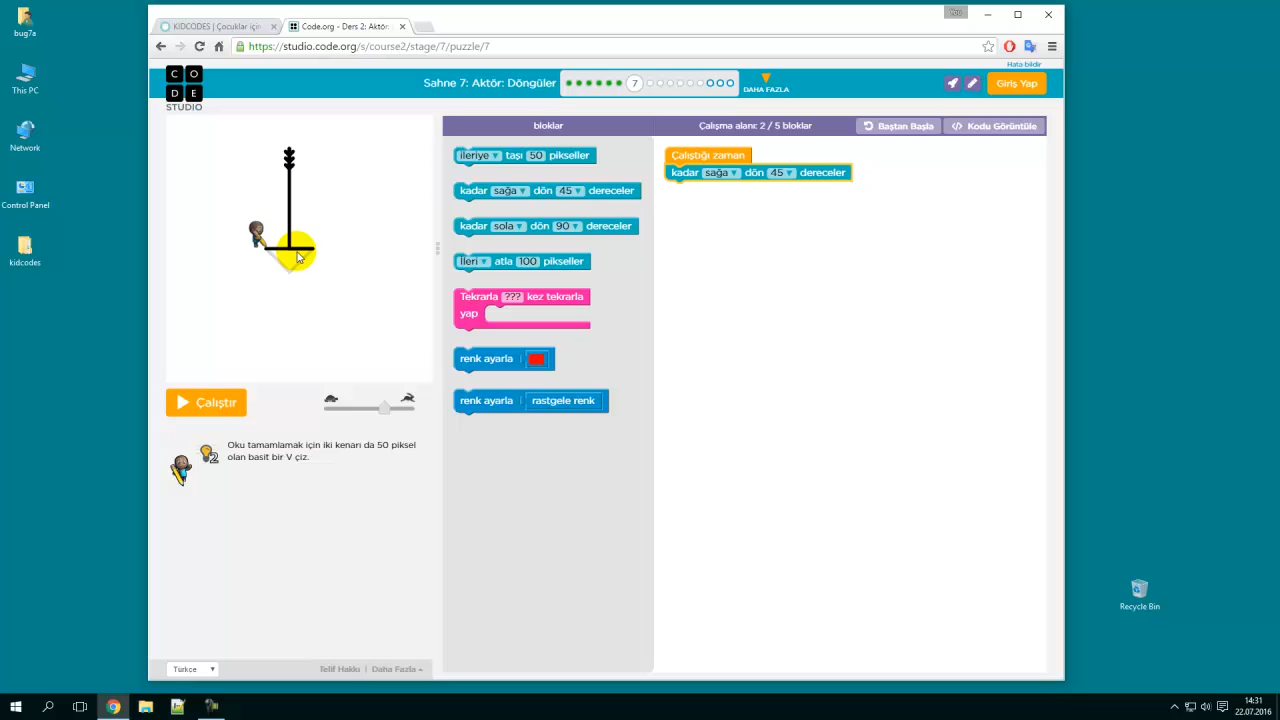 bug7a
This PC
Network
Control Panel
kidcodes
Recycle Bin
KIDCODES | Çocuklar için
Code.org - Ders 2: Aktör:
https://studio.code.org/s/course2/stage/7/puzzle/7
Hata bildir
C O
D E
STUDIO
Sahne 7: Aktör: Döngüler
7
DAHA FAZLA
Giriş Yap
bloklar
Çalışma alanı: 2 / 5 bloklar
Baştan Başla
Kodu Görüntüle
ileriye taşı 50 pikseller
kadar sağa dön 45 dereceler
kadar sola dön 90 dereceler
İleri atla 100 pikseller
Tekrarla ??? kez tekrarla
yap
renk ayarla
renk ayarla rastgele renk
Çalıştığı zaman
kadar sağa dön 45 dereceler
Çalıştır
2
Oku tamamlamak için iki kenarı da 50 piksel
olan basit bir V çiz.
Türkce
Telif Hakkı | Daha Fazla
14:31
22.07.2016